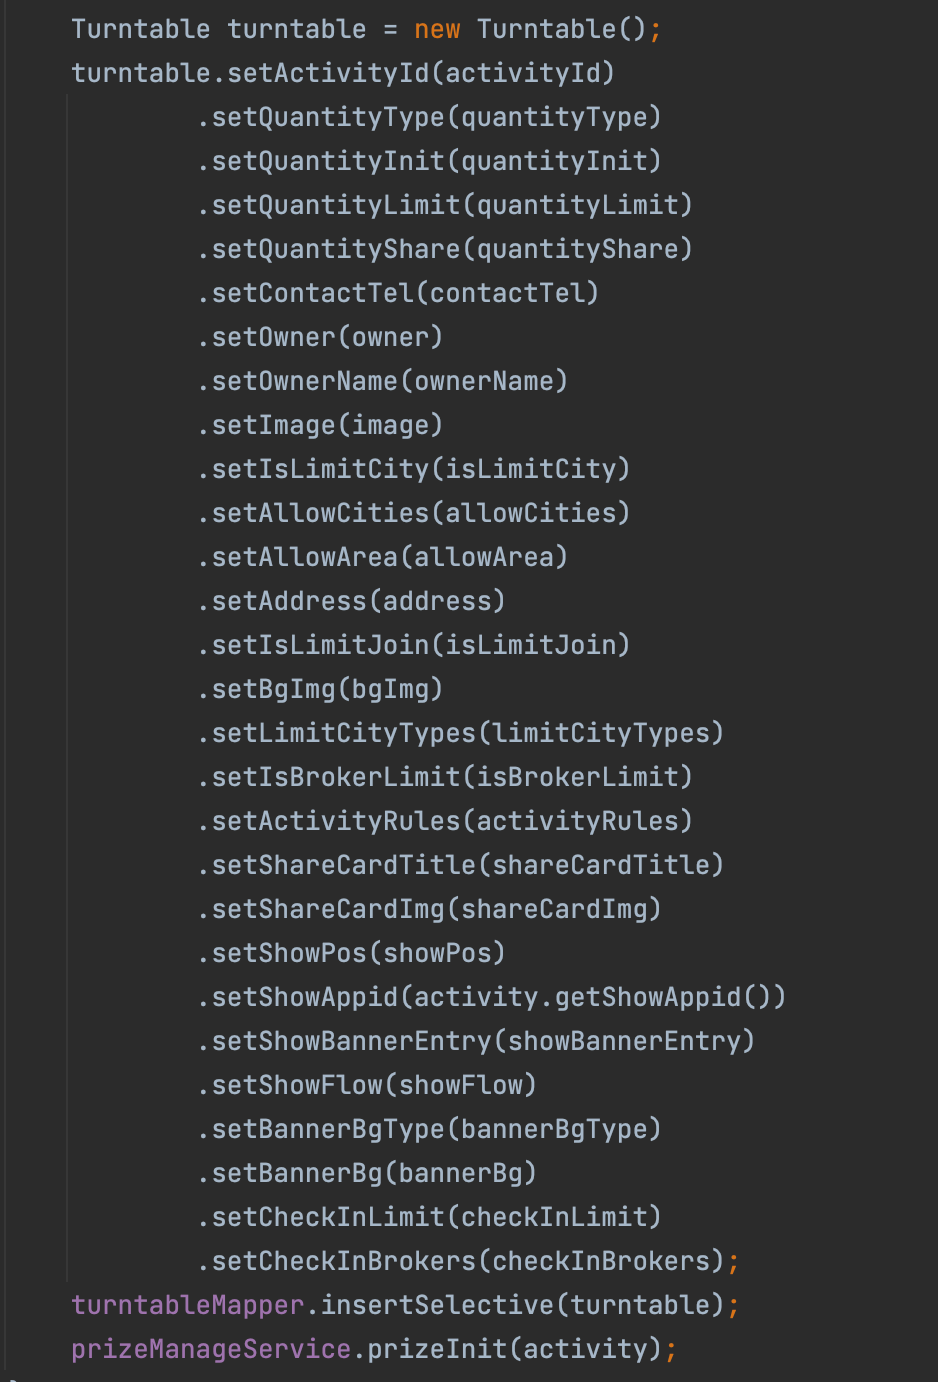 Turntable turntable = new Turntable();
turntable.setActivityId(activityId)
.setQuantityType(quantityType)
.setQuantityInit(quantityInit)
.setQuantityLimit(quantityLimit)
.setQuantityShare(quantityShare)
.setContactTel(contactTel)
.setOwner(owner)
.setOwnerName(ownerName)
.setImage(image)
.setIsLimitCity(isLimitCity)
.setAllowCities(allowCities)
.setAllowArea(allowArea)
.setAddress(address)
.setIsLimitJoin(isLimitJoin)
.setBgImg(bgImg)
.setLimitCityTypes(limitCityTypes)
.setIsBrokerLimit(isBrokerLimit)
.setActivityRules(activityRules)
.setShareCardTitle(shareCardTitle)
.setShareCardImg(shareCardImg)
.setShowPos(showPos)
.setShowAppid(activity.getShowAppid())
.setShowBannerEntry(showBannerEntry)
.setShowFlow(showFlow)
.setBannerBgType(bannerBgType)
.setBannerBg(bannerBg)
.setCheckInLimit(checkInLimit)
.setCheckInBrokers(checkInBrokers);
turntableMapper.insertSelective(turntable);
prizeManageService.prizeInit(activity);